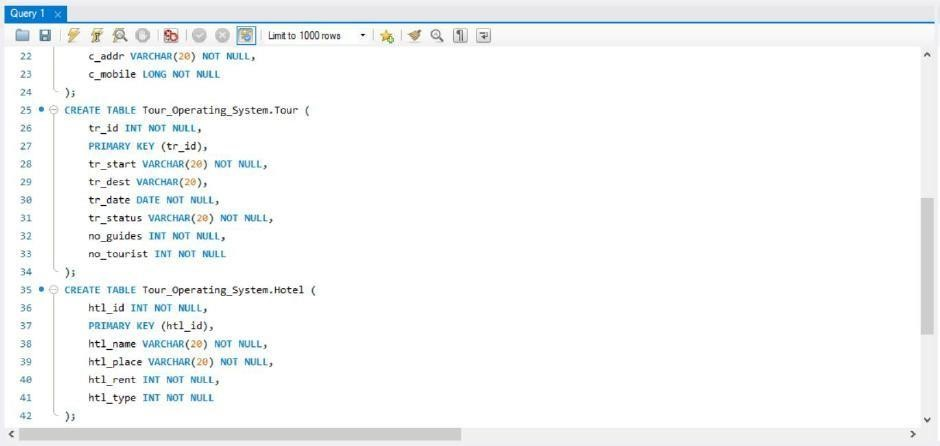 Query 1
Limit to 1000 rows
22 c_addr VARCHAR(20) NOT NULL,
23 c_mobile LONG NOT NULL
24 );
25 CREATE TABLE Tour_Operating_System.Tour (
26 tr_id INT NOT NULL,
27 PRIMARY KEY (tr_id),
28 tr_start VARCHAR(20) NOT NULL,
29 tr_dest VARCHAR(20),
30 tr_date DATE NOT NULL,
31 tr_status VARCHAR(20) NOT NULL,
32 no_guides INT NOT NULL,
33 no_tourist INT NOT NULL
34 );
35 CREATE TABLE Tour_Operating_System.Hotel (
36 htl_id INT NOT NULL,
37 PRIMARY KEY (htl_id),
38 htl_name VARCHAR(20) NOT NULL,
39 htl_place VARCHAR(20) NOT NULL,
40 htl_rent INT NOT NULL,
41 htl_type INT NOT NULL
42 );